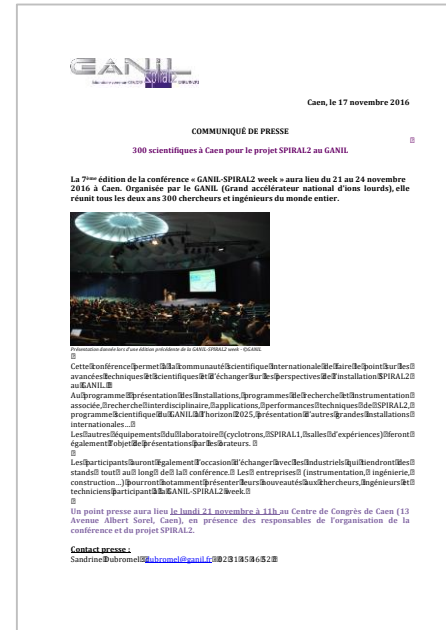 GANIL
spiral2
Caen, le 17 novembre 2016
COMMUNIQUÉ DE PRESSE
300 scientifiques à Caen pour le projet SPIRAL2 au GANIL
La 7ème édition de la conférence « GANIL-SPIRAL2 week » aura lieu du 21 au 24 novembre
2016 à Caen. Organisée par le GANIL (Grand accélérateur national d'ions lourds), elle
réunit tous les deux ans 300 chercheurs et ingénieurs du monde entier.
Présentation donnée lors d'une édition précédente de la GANIL-SPIRAL2 week - ©GANIL
Cette conférence permet à la communauté scientifique internationale de faire le point sur les
avancées techniques et scientifiques et d'échanger sur les perspectives de l'installation SPIRAL2
au GANIL.
Au programme : présentation des installations, programmes de recherche et instrumentation
associée, recherche interdisciplinaire, applications, performances techniques de SPIRAL2,
programme scientifique du GANIL à l'horizon 2025, présentation d'autres grandes installations
internationales...
Les autres équipements du laboratoire (cyclotrons, SPIRAL1, salles d'expériences) feront
également l'objet de présentations par les orateurs.
Les participants auront également l'occasion d'échanger avec les industriels qui tiendront des
stands tout au long de la conférence. Les entreprises (instrumentation, ingénierie,
construction...) pourront notamment présenter leurs nouveautés aux chercheurs, ingénieurs et
techniciens participant à la GANIL-SPIRAL2 week.
Un point presse aura lieu le lundi 21 novembre à 11h au Centre de Congrès de Caen (13
Avenue Albert Sorel, Caen), en présence des responsables de l'organisation de la
conférence et du projet SPIRAL2.
Contact presse :
Sandrine Dubromel dubromel@ganil.fr 02 31 45 46 52